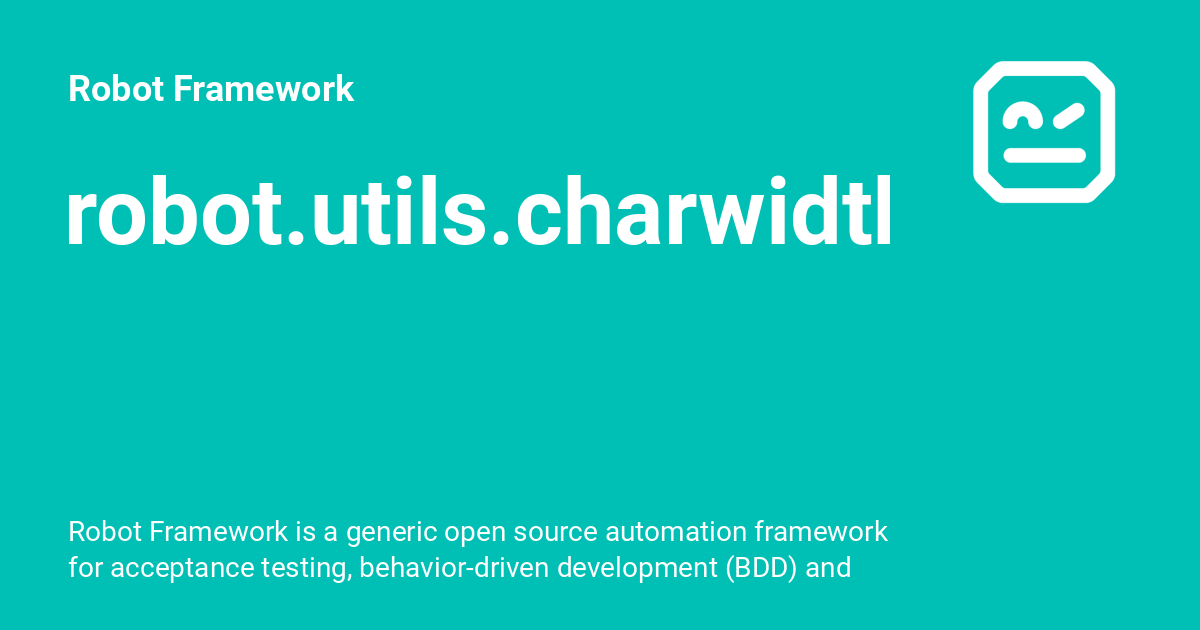 Robot Framework
robot.utils.charwidtl
Robot Framework is a generic open source automation framework
for acceptance testing, behavior-driven development (BDD) and